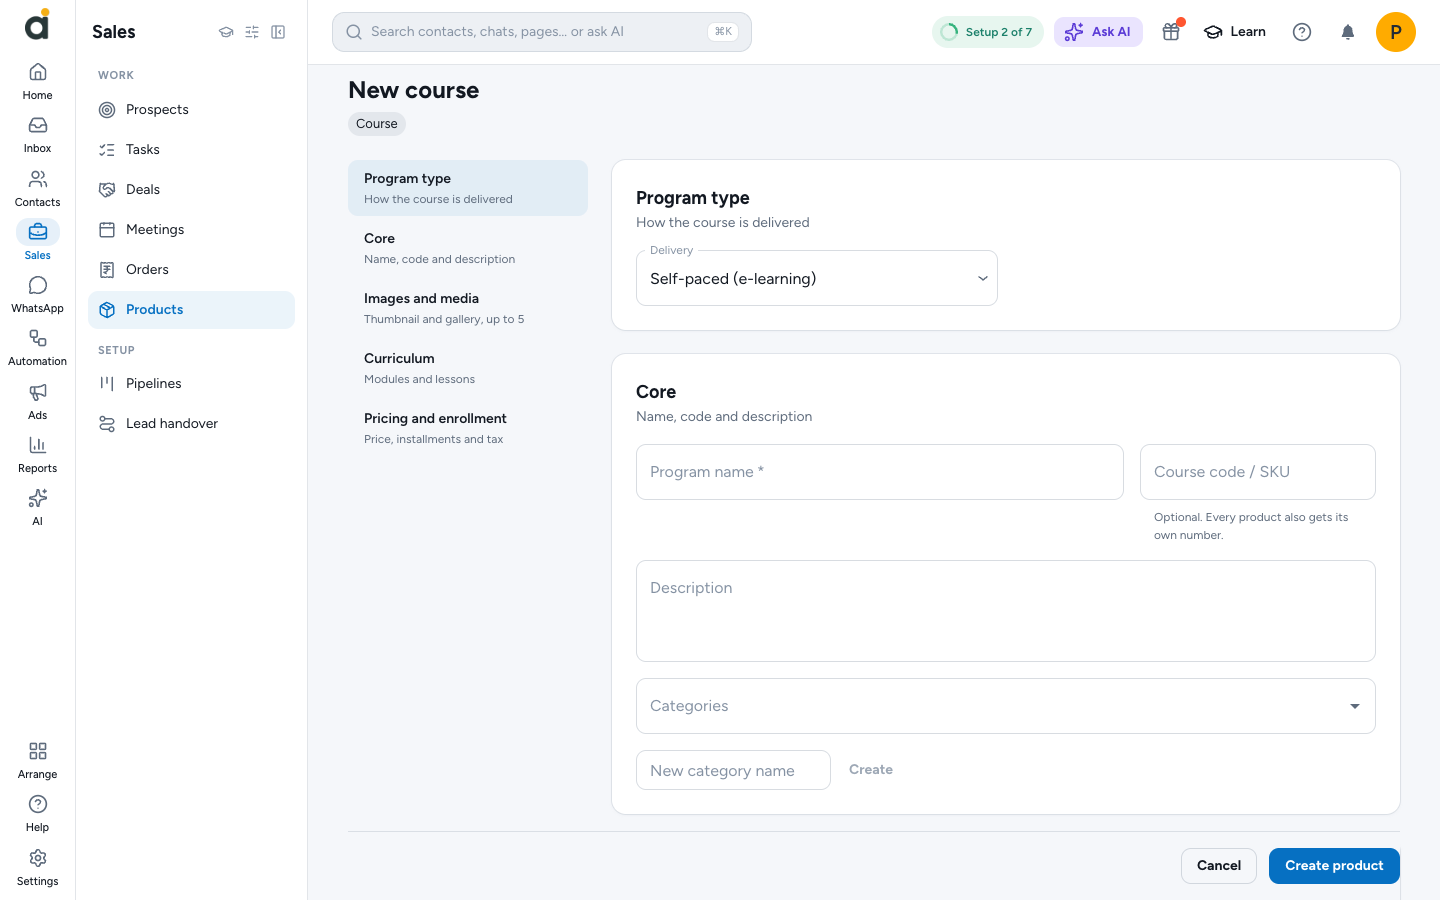 Search contacts, chats, pages... or ask AI
⌘K
Setup 2 of 7
Ask AI
Learn
P
Home
Inbox
Contacts
Sales
WhatsApp
Automation
Ads
Reports
AI
Arrange
Help
Settings
Sales
WORK
Prospects
Tasks
Deals
Meetings
Orders
Products
SETUP
Pipelines
Lead handover
New course
Course
Program type
How the course is delivered
Core
Name, code and description
Images and media
Thumbnail and gallery, up to 5
Curriculum
Modules and lessons
Pricing and enrollment
Price, installments and tax
Program type
How the course is delivered
Delivery
Self-paced (e-learning)
Core
Name, code and description
Program name *
Course code / SKU
Optional. Every product also gets its
own number.
Description
Categories
New category name
Create
Cancel
Create product